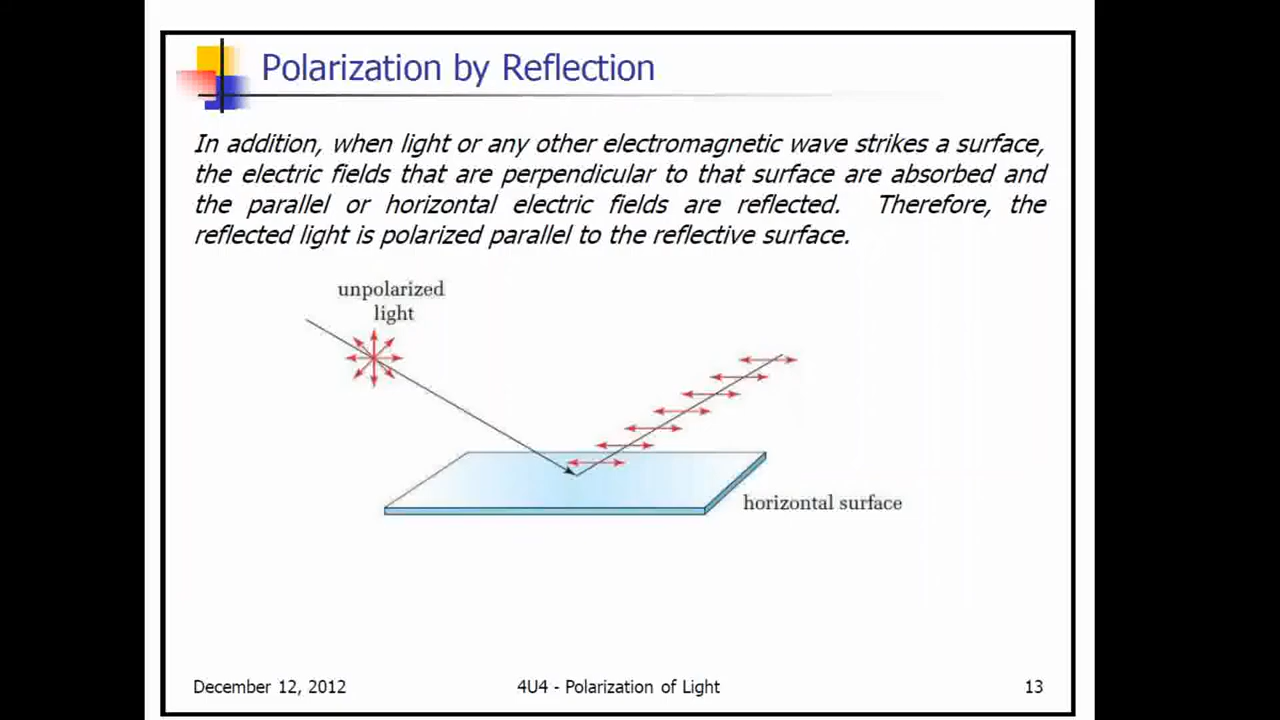 Polarization by Reflection
In addition, when light or any other electromagnetic wave strikes a surface,
the electric fields that are perpendicular to that surface are absorbed and
the parallel or horizontal electric fields are reflected. Therefore, the
reflected light is polarized parallel to the reflective surface.
unpolarized
light
horizontal surface
December 12, 2012
4U4 - Polarization of Light
13